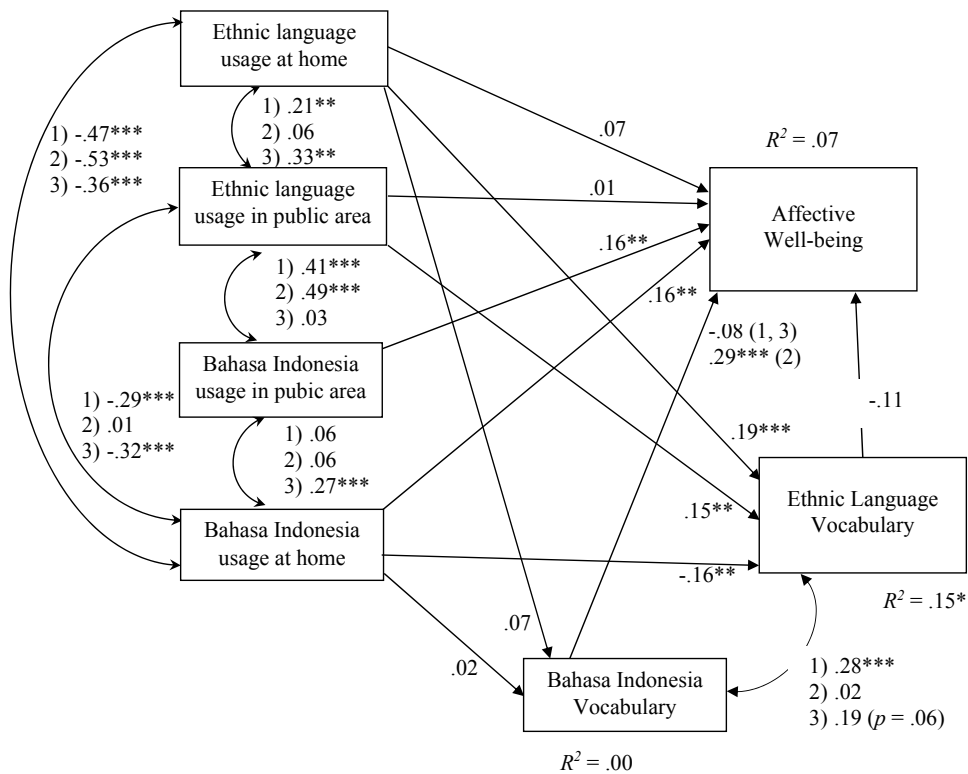 Ethnic language
usage at home
1) .21**
2) .06
3) .33**
1) -.47***
2) -.53***
3) -.36***
.07
R² = .07
Ethnic language
usage in public area
.01
Affective
Well-being
.16**
1) .41***
2) .49***
3) .03
.16**
-.08 (1, 3)
.29*** (2)
Bahasa Indonesia
usage in pubic area
1) -.29***
2) .01
3) -.32***
-.11
1) .06
2) .06
3) .27***
.19***
Ethnic Language
Vocabulary
.15**
Bahasa Indonesia
usage at home
-.16**
R² = .15*
.07
.02
Bahasa Indonesia
Vocabulary
1) .28***
2) .02
3) .19 (p = .06)
R² = .00